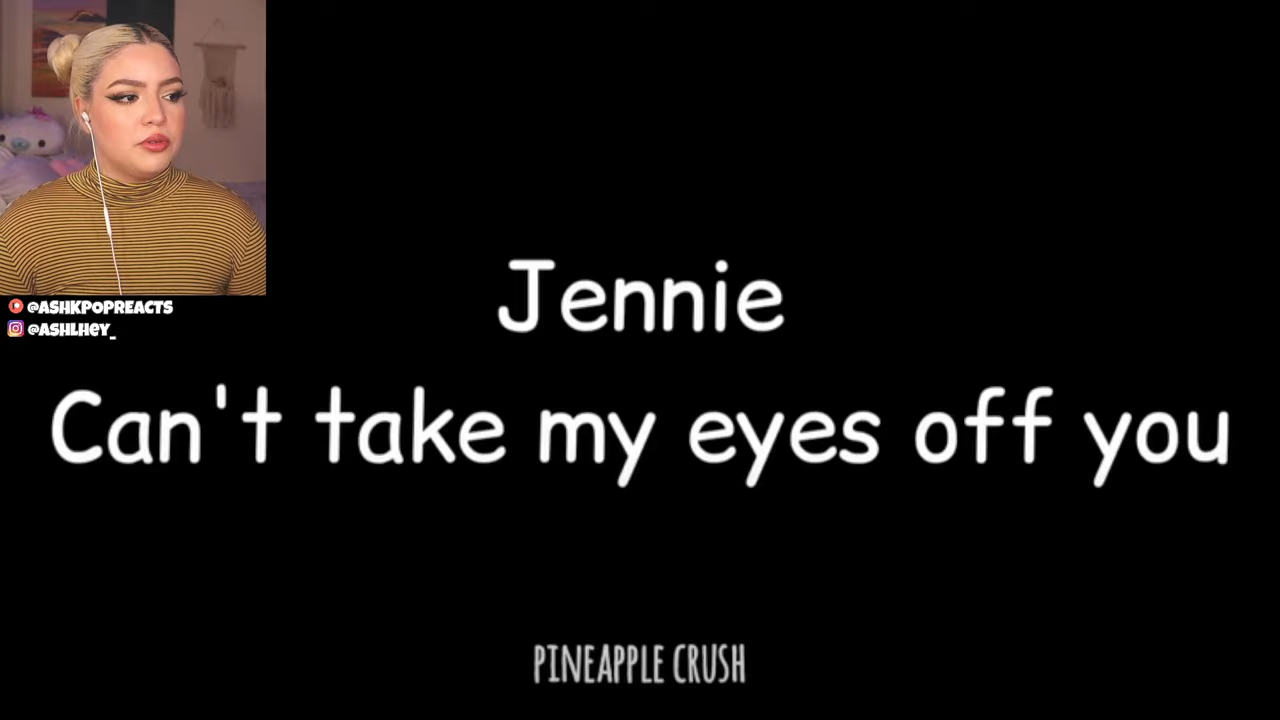 @ASHKPOPREACTS
@ASHLHEY_
Jennie
Can't take my eyes off you
PINEAPPLE CRUSH